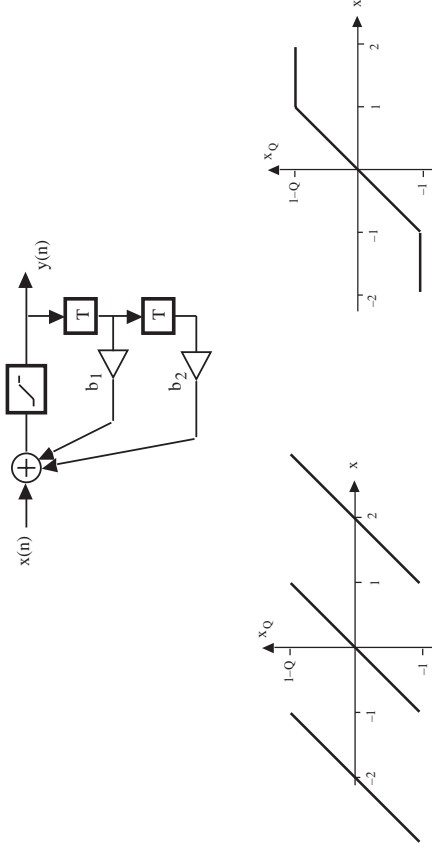 x(n)
y(n)
T
b1
T
b2
xQ
1–Q
x
–2
–1
1
2
–1
xQ
1–Q
x
–2
–1
1
2
–1